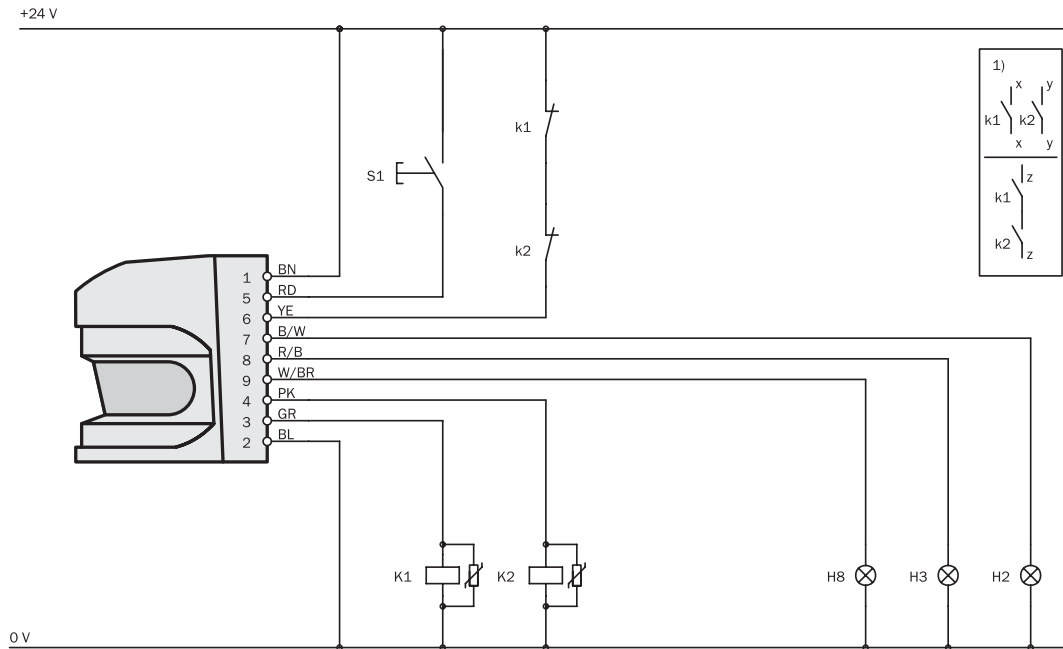 +24 V
1)
x y
k1 k2
x y
z
k1
k2
z
k1
S1
k2
1 BN
5 RD
6 YE
7 B/W
8 R/B
9 W/BR
4 PK
3 GR
2 BL
K1 K2 H8 H3 H2
0 V